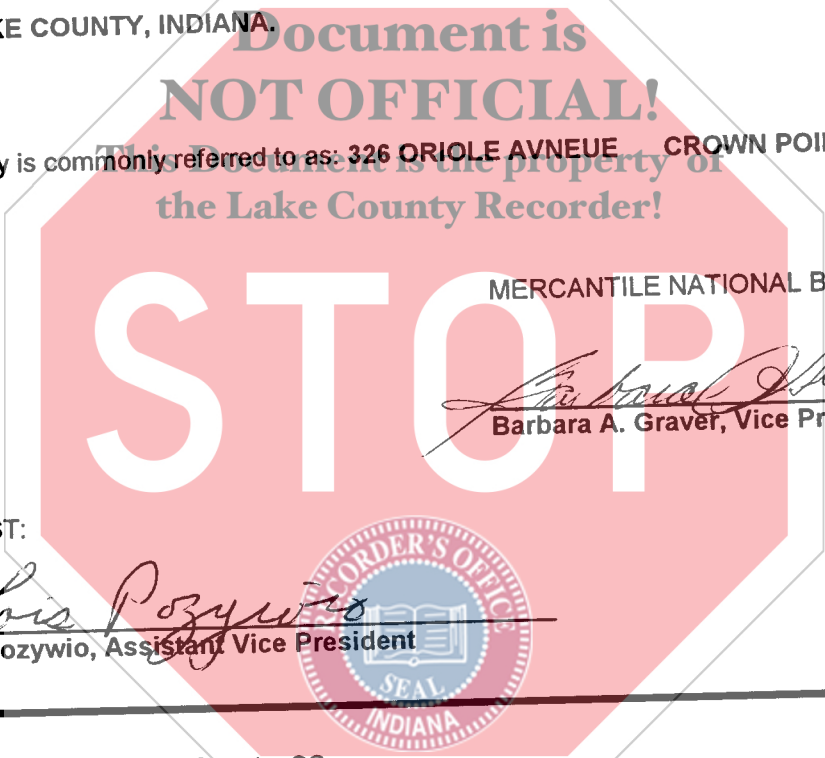 KE COUNTY, INDIANA.
Document is
NOT OFFICIAL!
y is commonly referred to as: 326 ORIOLE AVNEUE CROWN POI
This Document is the property of
the Lake County Recorder!
STOP
MERCANTILE NATIONAL B
Barbara A. Graver, Vice Pr
ST:
ois Pozywio
ozywio, Assistant Vice President
RECORDER'S OFFICE
SEAL
INDIANA